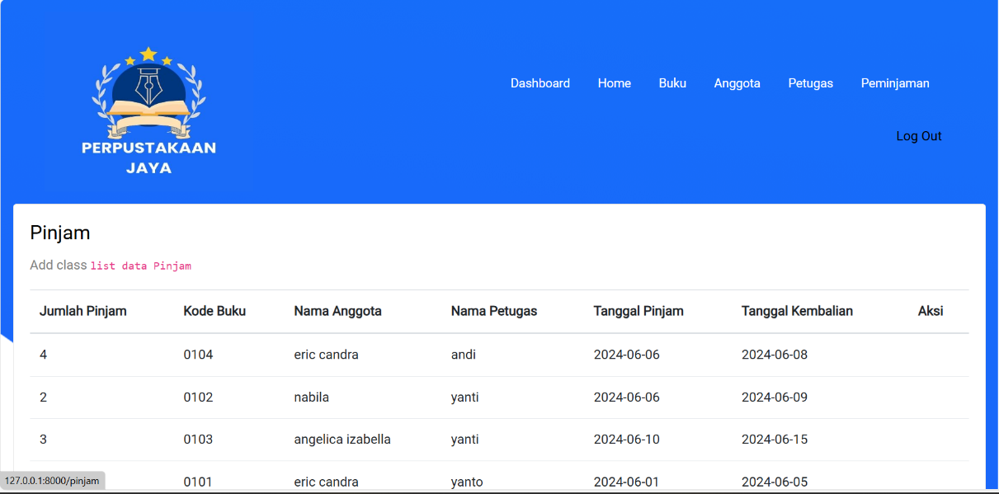 PERPUSTAKAAN
JAYA
Dashboard Home Buku Anggota Petugas Peminjaman
Log Out
Pinjam
Add class list data Pinjam
Jumlah Pinjam Kode Buku Nama Anggota Nama Petugas Tanggal Pinjam Tanggal Kembalian Aksi
4 0104 eric candra andi 2024-06-06 2024-06-08
2 0102 nabila yanti 2024-06-06 2024-06-09
3 0103 angelica izabella yanti 2024-06-10 2024-06-15
0101 eric candra yanto 2024-06-01 2024-06-05
127.0.0.1:8000/pinjam